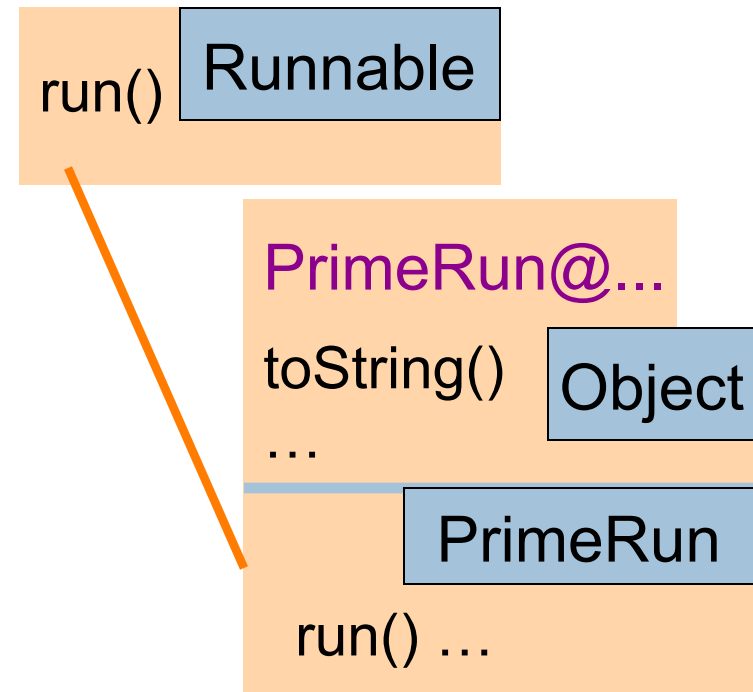 run() Runnable
PrimeRun@...
toString() Object
…
PrimeRun
run() …